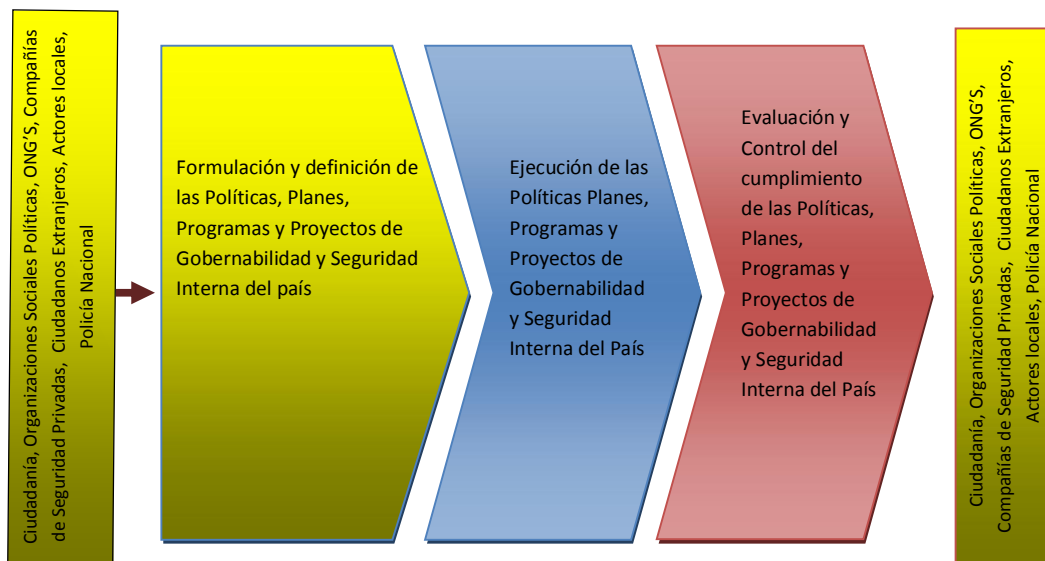 Ciudadanía, Organizaciones Sociales Políticas, ONG'S, Compañías
de Seguridad Privadas, Ciudadanos Extranjeros, Actores locales,
Policía Nacional
Formulación y definición de
las Políticas, Planes,
Programas y Proyectos de
Gobernabilidad y Seguridad
Interna del país
Ejecución de las
Políticas Planes,
Programas y
Proyectos de
Gobernabilidad
y Seguridad
Interna del País
Evaluación y
Control del
cumplimiento
de las Políticas,
Planes,
Programas y
Proyectos de
Gobernabilidad
y Seguridad
Interna del País
Ciudadanía, Organizaciones Sociales Políticas, ONG'S,
Compañías de Seguridad Privadas, Ciudadanos Extranjeros,
Actores locales, Policía Nacional